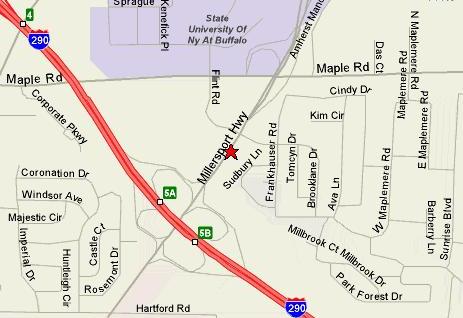 Sprague
Kenefick Pl
State
University Of
Ny At Buffalo
Amherst Manor
4
290
Maple Rd
Maple Rd
Flint Rd
Das Ct
N Maplemere Rd
Maplemere Rd
E Maplemere Rd
Cindy Dr
Kim Cir
Corporate Pkwy
Millersport Hwy
Sudbury Ln
Frankhauser Rd
Tomcyn Dr
Brooklane Dr
Ava Ln
W Maplemere Rd
Barberry Ln
Sunrise Blvd
Coronation Dr
Windsor Ave
Majestic Cir
Imperial Dr
Huntleigh Cir
Castle Ct
Rosemont Dr
5A
5B
Millbrook Ct
Millbrook Dr
Park Forest Dr
Hartford Rd
290